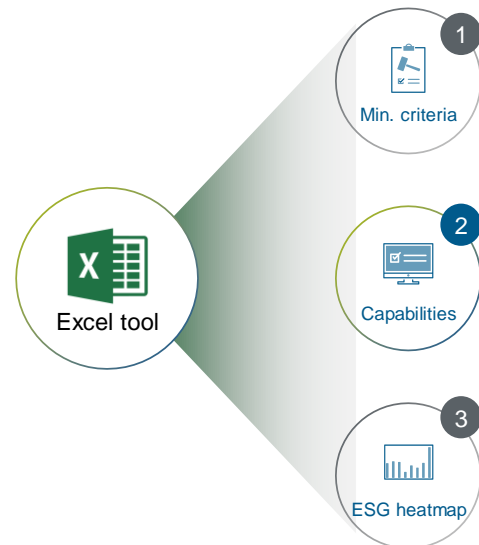 1
Min. criteria
X
Excel tool
2
Capabilities
3
ESG heatmap